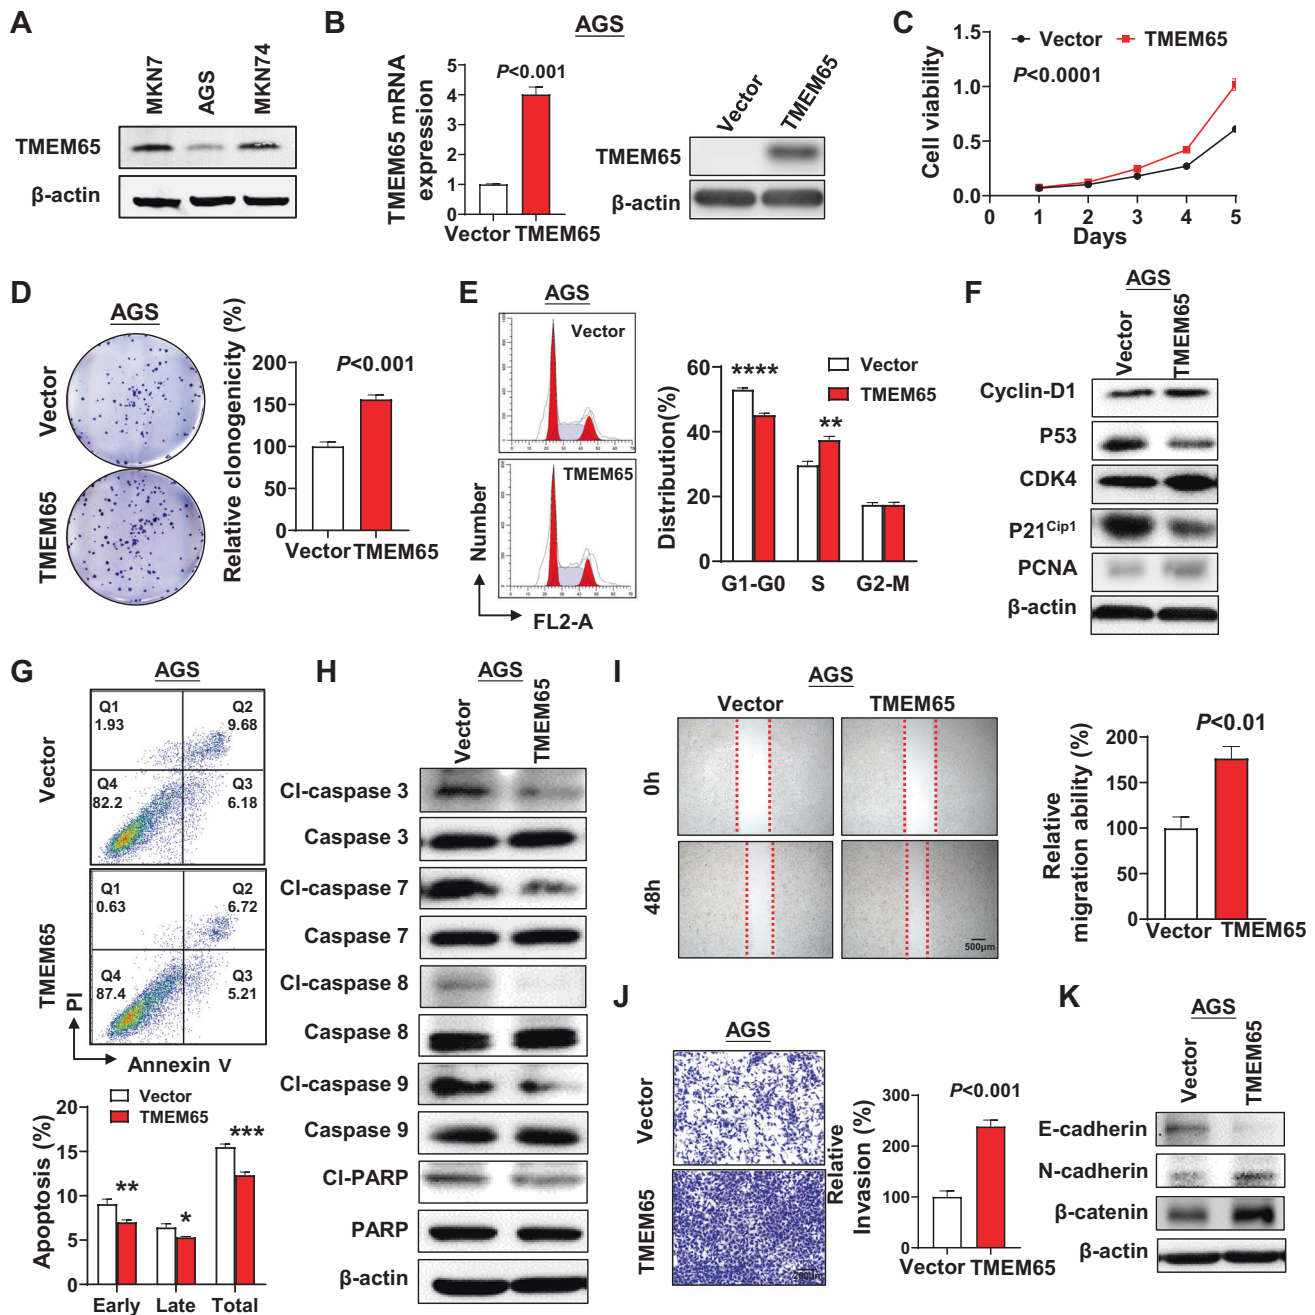 A
MKN7
AGS
MKN74
TMEM65
β-actin
B
AGS
TMEM65 mRNA
expression
5
4
3
2
1
0
P<0.001
Vector TMEM65
Vector
TMEM65
TMEM65
β-actin
C
Vector TMEM65
P<0.0001
Cell viability
1.5
1.0
0.5
0.0
0 1 2 3 4 5
Days
D
AGS
Vector
TMEM65
Relative clonogenicity (%)
200
150
100
50
0
P<0.001
Vector TMEM65
E
AGS
Vector
TMEM65
Number
FL2-A
Distribution(%)
60
40
20
0
Vector
TMEM65
****
**
G1-G0 S G2-M
F
AGS
Vector
TMEM65
Cyclin-D1
P53
CDK4
P21Cip1
PCNA
β-actin
G
AGS
Vector
Q1
1.93
Q2
9.68
Q4
82.2
Q3
6.18
TMEM65
Q1
0.63
Q2
6.72
Q4
87.4
Q3
5.21
PI
Annexin V
Vector
TMEM65
Apoptosis (%)
20
15
10
5
0
**
*
***
Early Late Total
H
AGS
Vector
TMEM65
Cl-caspase 3
Caspase 3
Cl-caspase 7
Caspase 7
Cl-caspase 8
Caspase 8
Cl-caspase 9
Caspase 9
Cl-PARP
PARP
β-actin
I
AGS
Vector TMEM65
0h
48h
500μm
Relative
migration ability (%)
200
150
100
50
0
P<0.01
Vector TMEM65
J
AGS
Vector
TMEM65
200μm
Relative
Invasion (%)
300
200
100
0
P<0.001
Vector TMEM65
K
AGS
Vector
TMEM65
E-cadherin
N-cadherin
β-catenin
β-actin